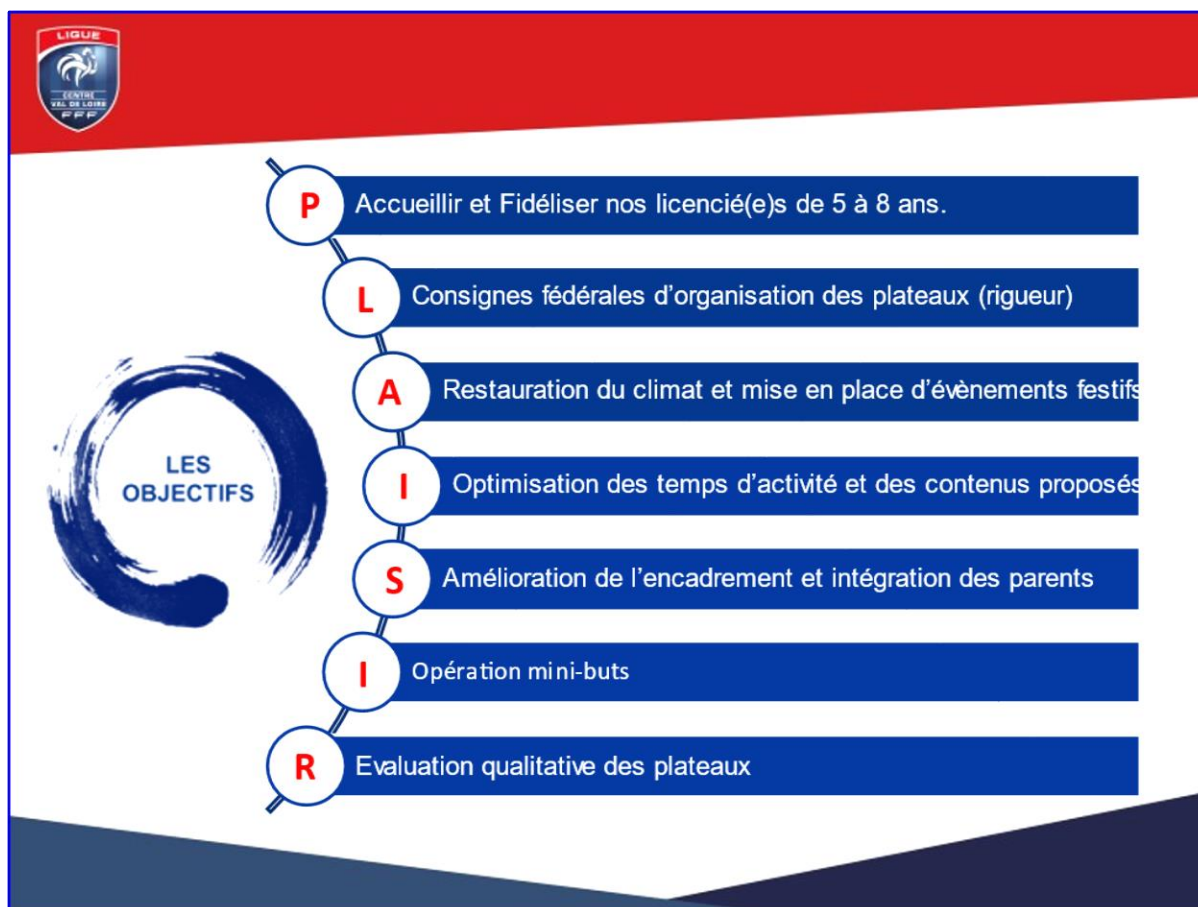 LIGUE
CENTRE
VAL DE LOIRE
FFF
P
Accueillir et Fidéliser nos licencié(e)s de 5 à 8 ans.
L
Consignes fédérales d'organisation des plateaux (rigueur)
A
Restauration du climat et mise en place d'évènements festifs
LES
OBJECTIFS
I
Optimisation des temps d'activité et des contenus proposés
S
Amélioration de l'encadrement et intégration des parents
I
Opération mini-buts
R
Evaluation qualitative des plateaux